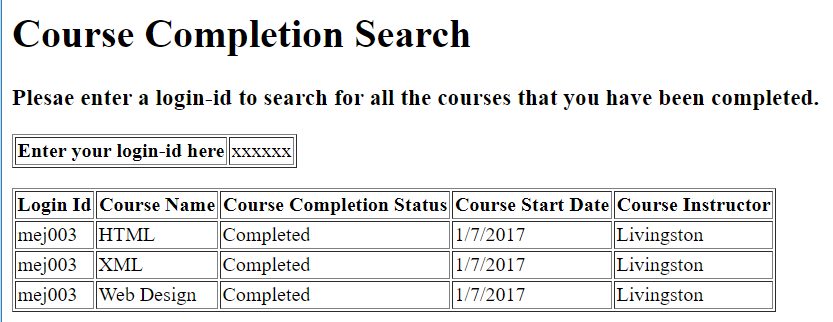 Course Completion Search
Plesae enter a login-id to search for all the courses that you have been completed.
Enter your login-id here xxxxxx
Login Id Course Name Course Completion Status Course Start Date Course Instructor
mej003 HTML Completed 1/7/2017 Livingston
mej003 XML Completed 1/7/2017 Livingston
mej003 Web Design Completed 1/7/2017 Livingston